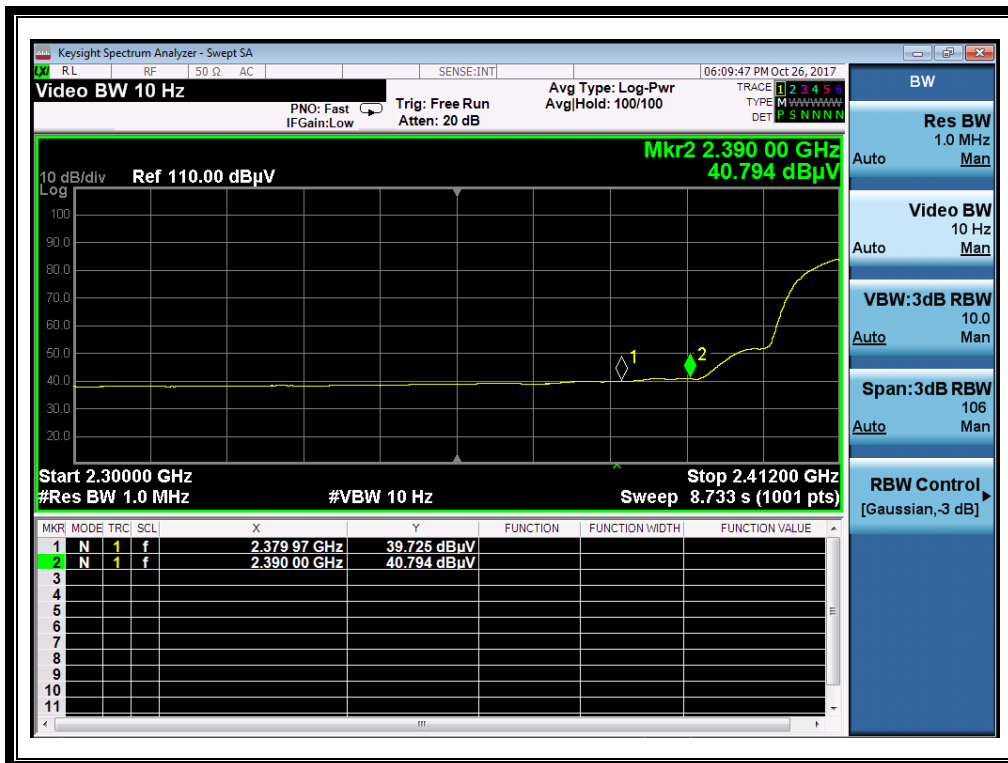 Keysight Spectrum Analyzer - Swept SA
LXI RL RF 50 Ω AC SENSE:INT 06:09:47 PM Oct 26, 2017
Video BW 10 Hz
PNO: Fast
IFGain:Low
Trig: Free Run
Atten: 20 dB
Avg Type: Log-Pwr
Avg|Hold: 100/100
TRACE 1 2 3 4 5 6
TYPE M W W W W W
DET P S N N N N
Mkr2 2.390 00 GHz
40.794 dBµV
10 dB/div Ref 110.00 dBµV
Log
100
90.0
80.0
70.0
60.0
50.0
40.0
30.0
20.0
1
2
Start 2.30000 GHz Stop 2.41200 GHz
#Res BW 1.0 MHz #VBW 10 Hz Sweep 8.733 s (1001 pts)
MKR MODE TRC SCL X Y FUNCTION FUNCTION WIDTH FUNCTION VALUE
1 N 1 f 2.379 97 GHz 39.725 dBµV
2 N 1 f 2.390 00 GHz 40.794 dBµV
3
4
5
6
7
8
9
10
11
BW
Res BW
1.0 MHz
Auto Man
Video BW
10 Hz
Auto Man
VBW:3dB RBW
10.0
Auto Man
Span:3dB RBW
106
Auto Man
RBW Control
[Gaussian,-3 dB]